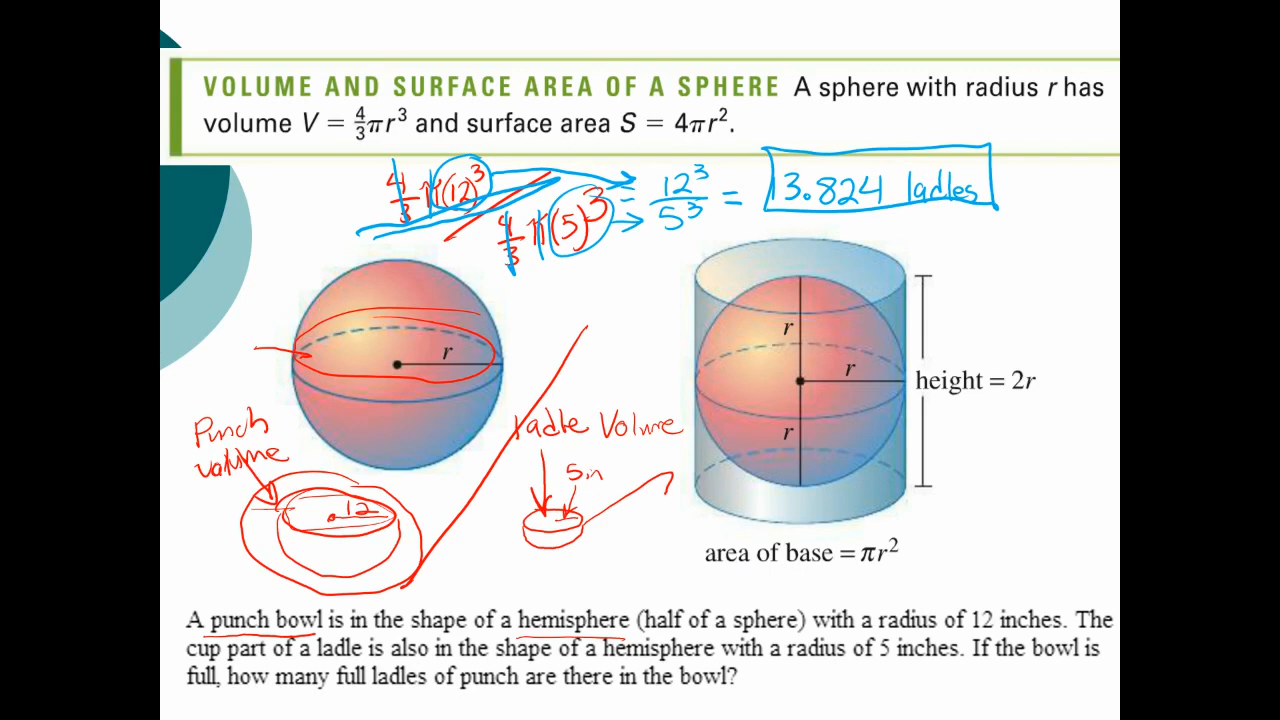 VOLUME AND SURFACE AREA OF A SPHERE A sphere with radius r has
volume V = 4/3 πr³ and surface area S = 4πr².
4/3 π(12)³
4/3 π(5)³
= 12³/5³ = 13.824 ladles
r
r
r
r
height = 2r
Punch
volume
ladle Volume
5in
12
area of base = πr²
A punch bowl is in the shape of a hemisphere (half of a sphere) with a radius of 12 inches. The
cup part of a ladle is also in the shape of a hemisphere with a radius of 5 inches. If the bowl is
full, how many full ladles of punch are there in the bowl?